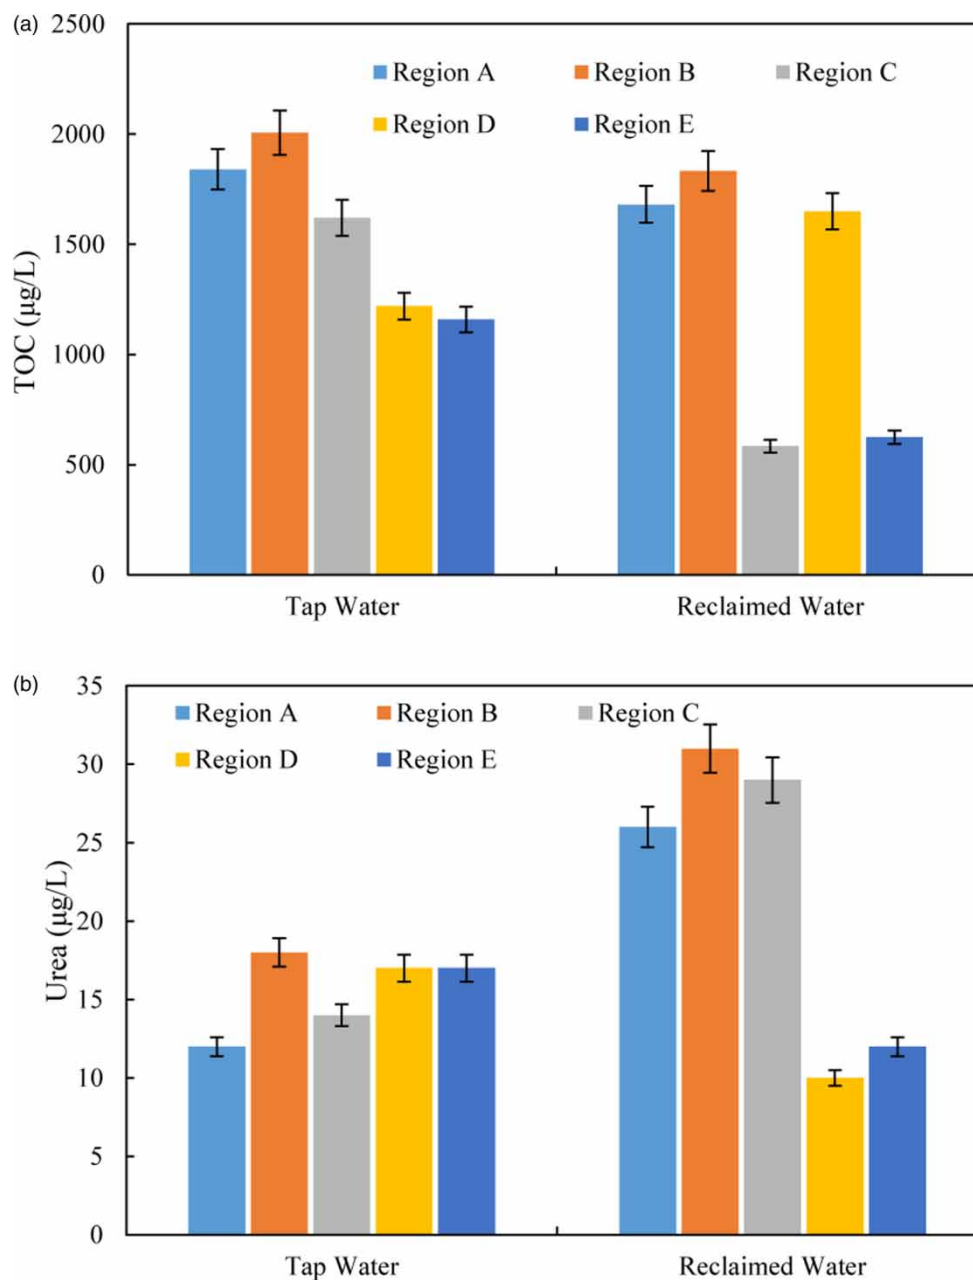 (a)
2500
2000
1500
1000
500
0
TOC (µg/L)
Region A Region B Region C
Region D Region E
Tap Water Reclaimed Water
(b)
35
30
25
20
15
10
5
0
Urea (µg/L)
Region A Region B Region C
Region D Region E
Tap Water Reclaimed Water